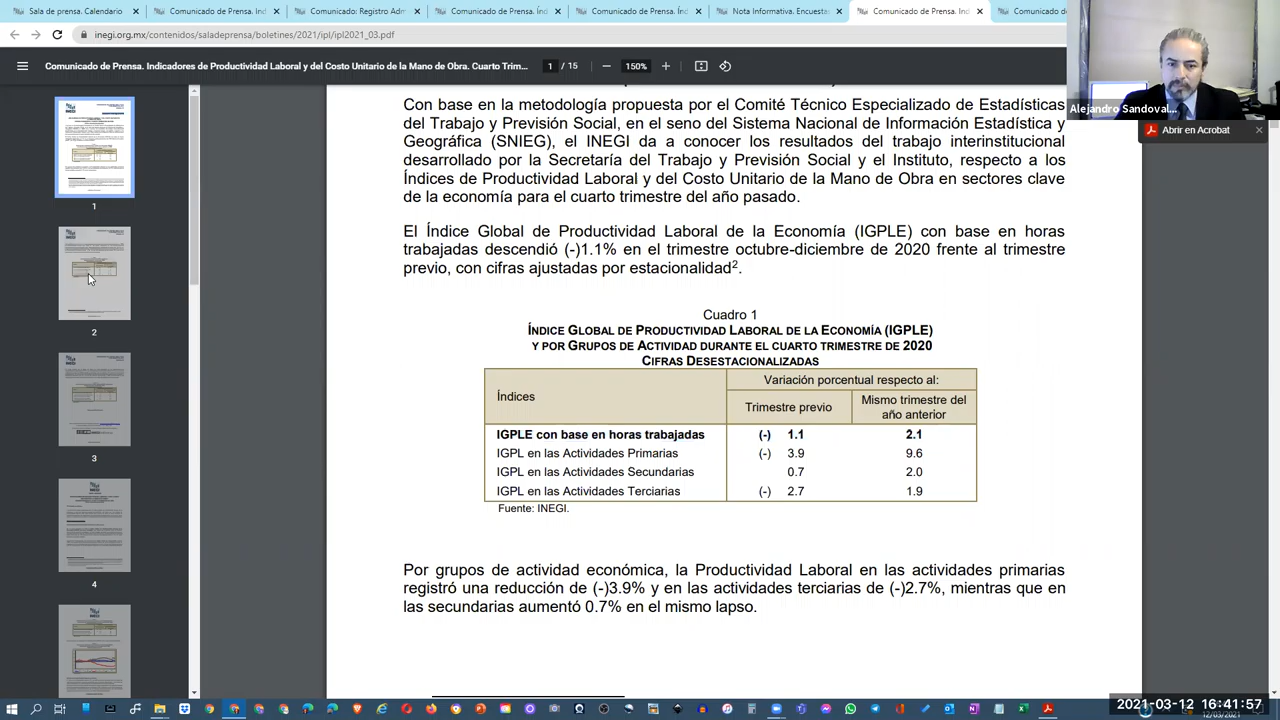 Sala de prensa. Calendario
Comunicado. Índ
Comunicado: Registro Adm
Comunicado de prensa. Ind
Comunicado de prensa. Índ
Nota Informativa. Encuesta
Comunicado de Prensa. Ind
Comunicado de
inegi.org.mx/contenidos/saladeprensa/boletines/2021/ipl/ipl2021_03.pdf
Comunicado de Prensa. Indicadores de Productividad Laboral y del Costo Unitario de la Mano de Obra. Cuarto Trim...
1 / 15
150%
Alejandro Sandoval...
Abrir en Acrobat
Con base en la metodología propuesta por el Comité Técnico Especializado de Estadísticas
del Trabajo y Previsión Social, en el seno del Sistema Nacional de Información Estadística y
Geográfica (SNIEG), el INEGI da a conocer los resultados del trabajo interinstitucional
desarrollado por la Secretaría del Trabajo y Previsión Social y el Instituto, respecto a los
Índices de Productividad Laboral y del Costo Unitario de la Mano de Obra en sectores clave
de la economía para el cuarto trimestre del año pasado.
El Índice Global de Productividad Laboral de la Economía (IGPLE) con base en horas
trabajadas descendió (-)1.1% en el trimestre octubre-diciembre de 2020 frente al trimestre
previo, con cifras ajustadas por estacionalidad2.
Cuadro 1
ÍNDICE GLOBAL DE PRODUCTIVIDAD LABORAL DE LA ECONOMÍA (IGPLE)
Y POR GRUPOS DE ACTIVIDAD DURANTE EL CUARTO TRIMESTRE DE 2020
CIFRAS DESESTACIONALIZADAS
Índices
Variación porcentual respecto al:
Trimestre previo
Mismo trimestre del
año anterior
IGPLE con base en horas trabajadas (-) 1.1 2.1
IGPL en las Actividades Primarias (-) 3.9 9.6
IGPL en las Actividades Secundarias 0.7 2.0
IGPL en las Actividades Terciarias (-) 2.7 1.9
Fuente: INEGI.
Por grupos de actividad económica, la Productividad Laboral en las actividades primarias
registró una reducción de (-)3.9% y en las actividades terciarias de (-)2.7%, mientras que en
las secundarias aumentó 0.7% en el mismo lapso.
1
2
3
4
2021-03-12 16:41:57
12/03/2021